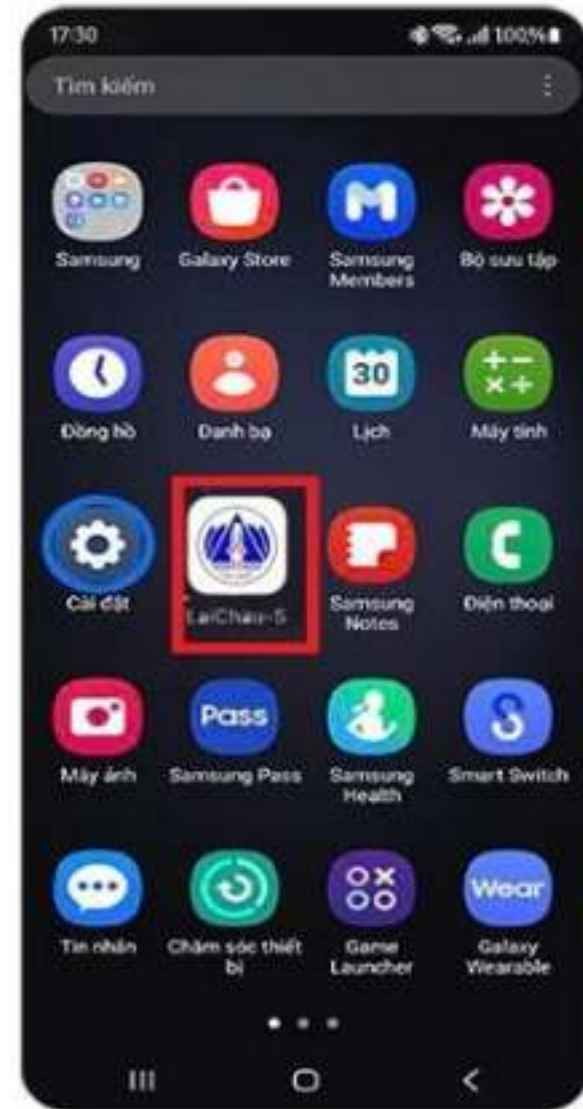 17:30
100%
Tìm kiếm
Samsung
Galaxy Store
Samsung
Members
Bộ sưu tập
30
Đồng hồ
Danh bạ
Lịch
Máy tính
Cài đặt
LaiChau-S
Samsung
Notes
Điện thoại
Pass
Máy ảnh
Samsung Pass
Samsung
Health
Smart Switch
Wear
Tin nhắn
Chăm sóc thiết
bị
Game
Launcher
Galaxy
Wearable